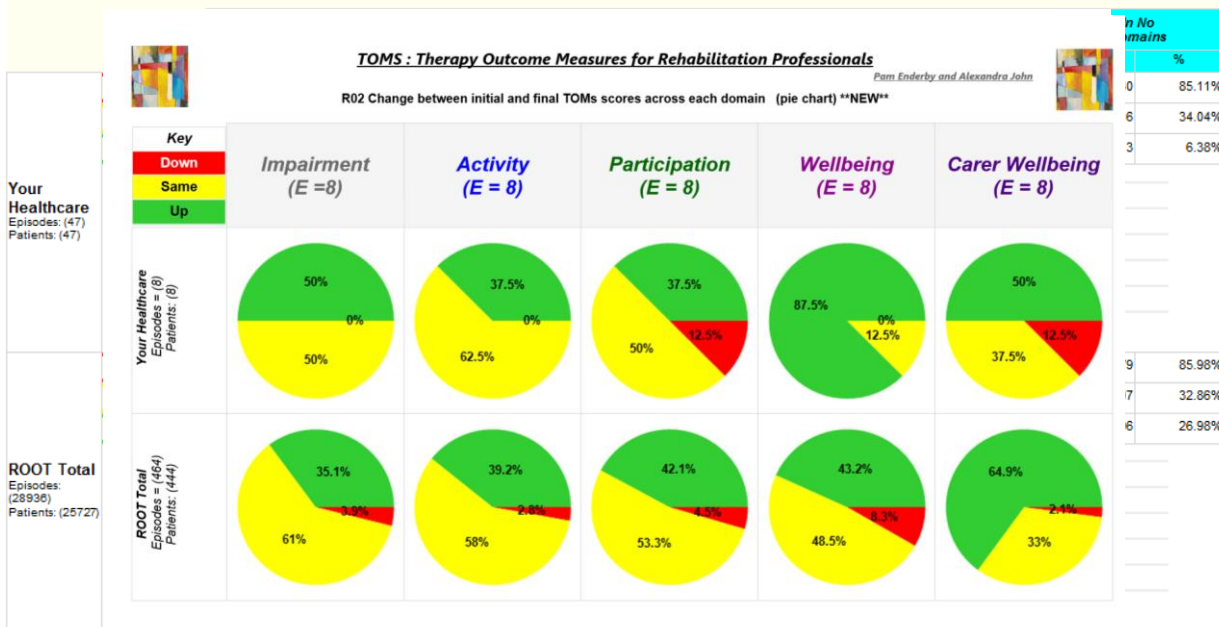 TOMS : Therapy Outcome Measures for Rehabilitation Professionals
Pam Enderby and Alexandra John
R02 Change between initial and final TOMs scores across each domain (pie chart) **NEW**
Key
Down
Same
Up
Impairment
(E =8)
Activity
(E = 8)
Participation
(E = 8)
Wellbeing
(E = 8)
Carer Wellbeing
(E = 8)
Your Healthcare
Episodes = (8)
Patients: (8)
50%
0%
50%
37.5%
0%
62.5%
37.5%
12.5%
50%
87.5%
0%
12.5%
50%
12.5%
37.5%
ROOT Total
Episodes = (464)
Patients: (444)
35.1%
3.9%
61%
39.2%
2.8%
58%
42.1%
4.5%
53.3%
43.2%
8.3%
48.5%
64.9%
2.1%
33%
Your
Healthcare
Episodes: (47)
Patients: (47)
ROOT Total
Episodes:
(28936)
Patients: (25727)
No
%
85.11%
34.04%
6.38%
85.98%
32.86%
26.98%